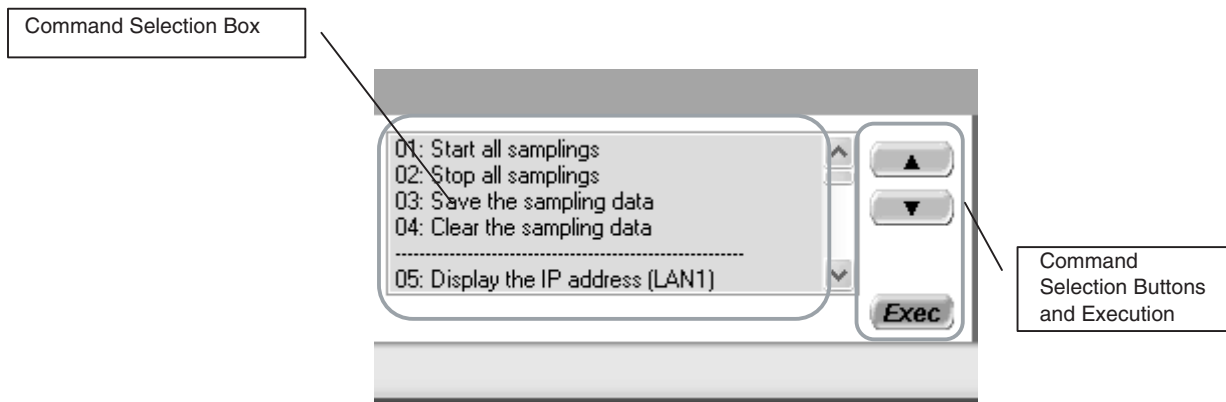 Command Selection Box
01: Start all samplings
02: Stop all samplings
03: Save the sampling data
04: Clear the sampling data
------------------------------------------------------------
05: Display the IP address (LAN1)
Exec
Command
Selection Buttons
and Execution